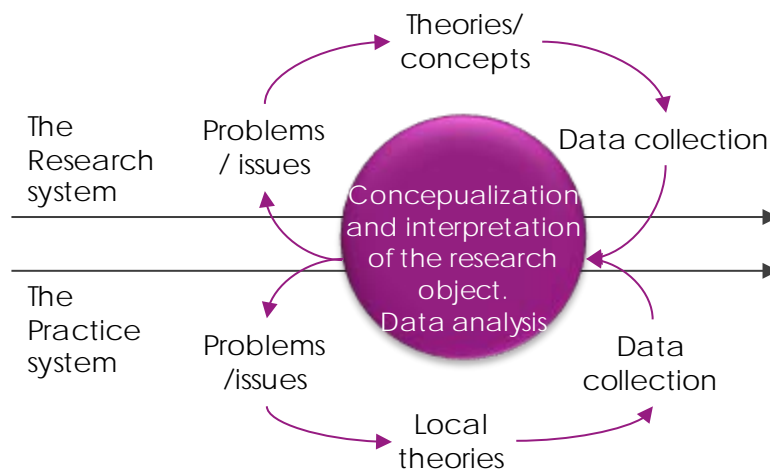 Theories/
concepts
The
Research
system
Problems
/ issues
Data collection
Concepualization
and interpretation
of the research
object.
Data analysis
The
Practice
system
Problems
/issues
Data
collection
Local
theories